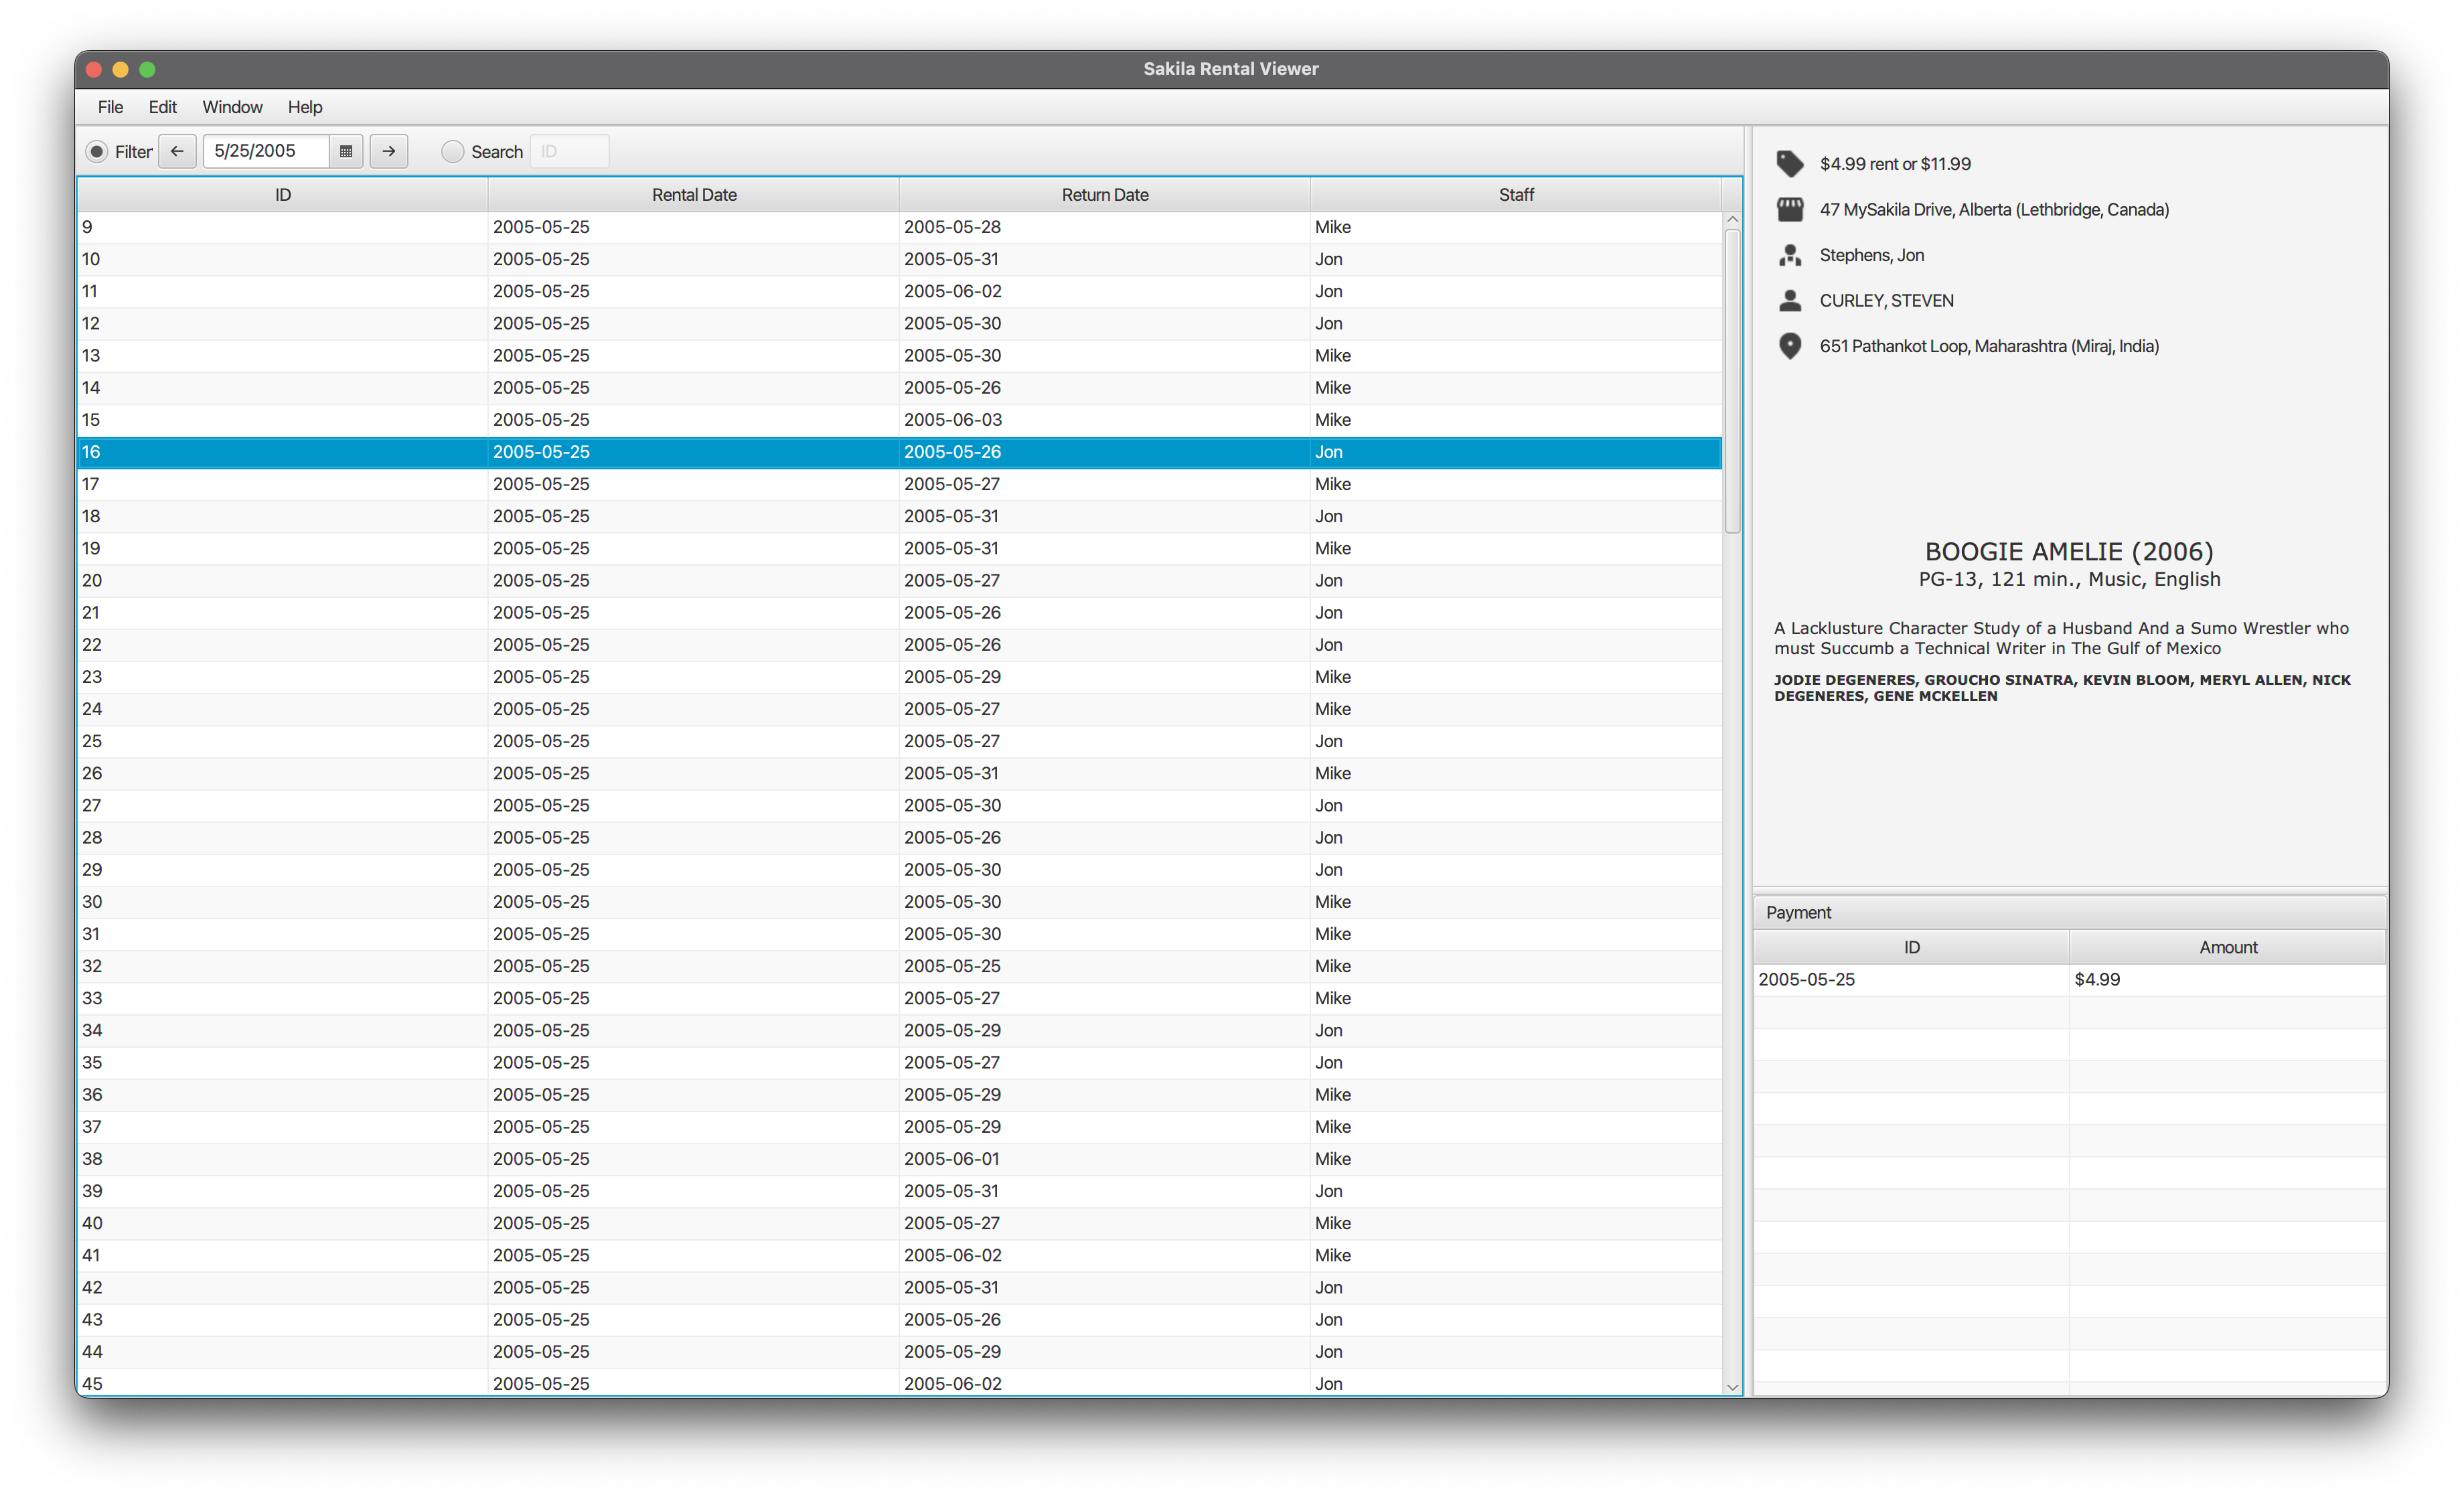 Sakila Rental Viewer
File Edit Window Help
Filter 5/25/2005 Search ID
ID Rental Date Return Date Staff
9 2005-05-25 2005-05-28 Mike
10 2005-05-25 2005-05-31 Jon
11 2005-05-25 2005-06-02 Jon
12 2005-05-25 2005-05-30 Jon
13 2005-05-25 2005-05-30 Mike
14 2005-05-25 2005-05-26 Mike
15 2005-05-25 2005-06-03 Mike
16 2005-05-25 2005-05-26 Jon
17 2005-05-25 2005-05-27 Mike
18 2005-05-25 2005-05-31 Jon
19 2005-05-25 2005-05-31 Mike
20 2005-05-25 2005-05-27 Jon
21 2005-05-25 2005-05-26 Jon
22 2005-05-25 2005-05-26 Jon
23 2005-05-25 2005-05-29 Mike
24 2005-05-25 2005-05-27 Mike
25 2005-05-25 2005-05-27 Jon
26 2005-05-25 2005-05-31 Mike
27 2005-05-25 2005-05-30 Jon
28 2005-05-25 2005-05-26 Jon
29 2005-05-25 2005-05-30 Jon
30 2005-05-25 2005-05-30 Mike
31 2005-05-25 2005-05-30 Mike
32 2005-05-25 2005-05-25 Mike
33 2005-05-25 2005-05-27 Mike
34 2005-05-25 2005-05-29 Jon
35 2005-05-25 2005-05-27 Jon
36 2005-05-25 2005-05-29 Mike
37 2005-05-25 2005-05-29 Mike
38 2005-05-25 2005-06-01 Mike
39 2005-05-25 2005-05-31 Jon
40 2005-05-25 2005-05-27 Mike
41 2005-05-25 2005-06-02 Mike
42 2005-05-25 2005-05-31 Jon
43 2005-05-25 2005-05-26 Jon
44 2005-05-25 2005-05-29 Jon
45 2005-05-25 2005-06-02 Jon
$4.99 rent or $11.99
47 MySakila Drive, Alberta (Lethbridge, Canada)
Stephens, Jon
CURLEY, STEVEN
651 Pathankot Loop, Maharashtra (Miraj, India)
BOOGIE AMELIE (2006)
PG-13, 121 min., Music, English
A Lacklusture Character Study of a Husband And a Sumo Wrestler who
must Succumb a Technical Writer in The Gulf of Mexico
JODIE DEGENERES, GROUCHO SINATRA, KEVIN BLOOM, MERYL ALLEN, NICK
DEGENERES, GENE MCKELLEN
Payment
ID Amount
2005-05-25 $4.99